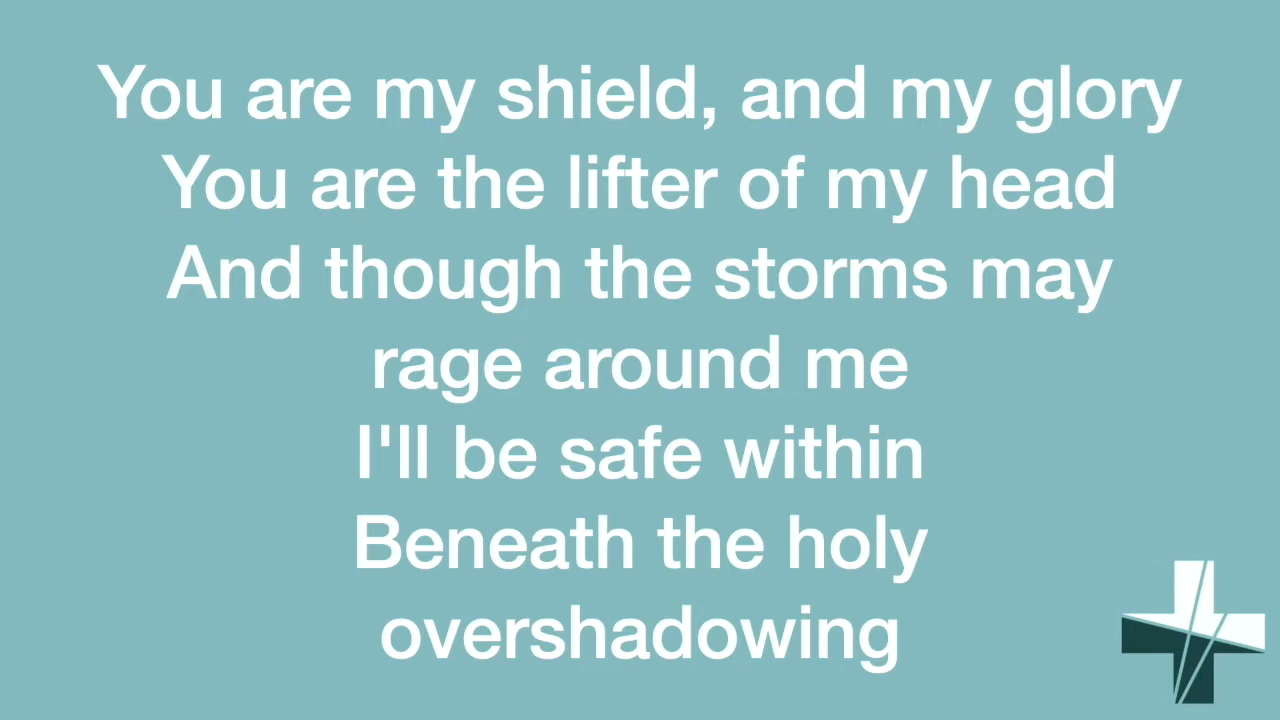 You are my shield, and my glory
You are the lifter of my head
And though the storms may
rage around me
I'll be safe within
Beneath the holy
overshadowing